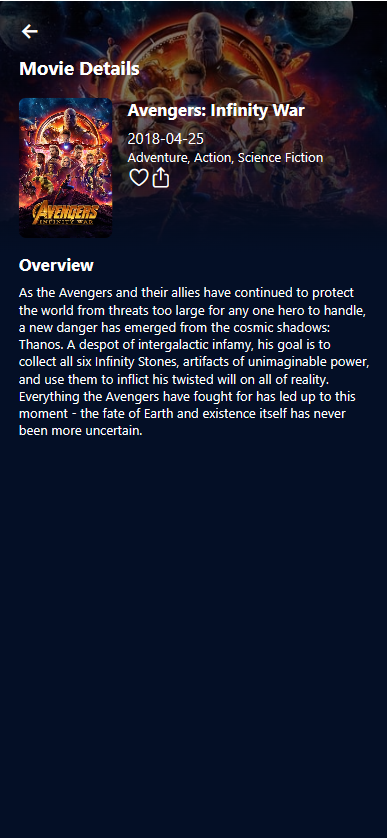 Movie Details
Avengers: Infinity War
2018-04-25
Adventure, Action, Science Fiction
AVENGERS
INFINITY WAR
Overview
As the Avengers and their allies have continued to protect
the world from threats too large for any one hero to handle,
a new danger has emerged from the cosmic shadows:
Thanos. A despot of intergalactic infamy, his goal is to
collect all six Infinity Stones, artifacts of unimaginable power,
and use them to inflict his twisted will on all of reality.
Everything the Avengers have fought for has led up to this
moment - the fate of Earth and existence itself has never
been more uncertain.